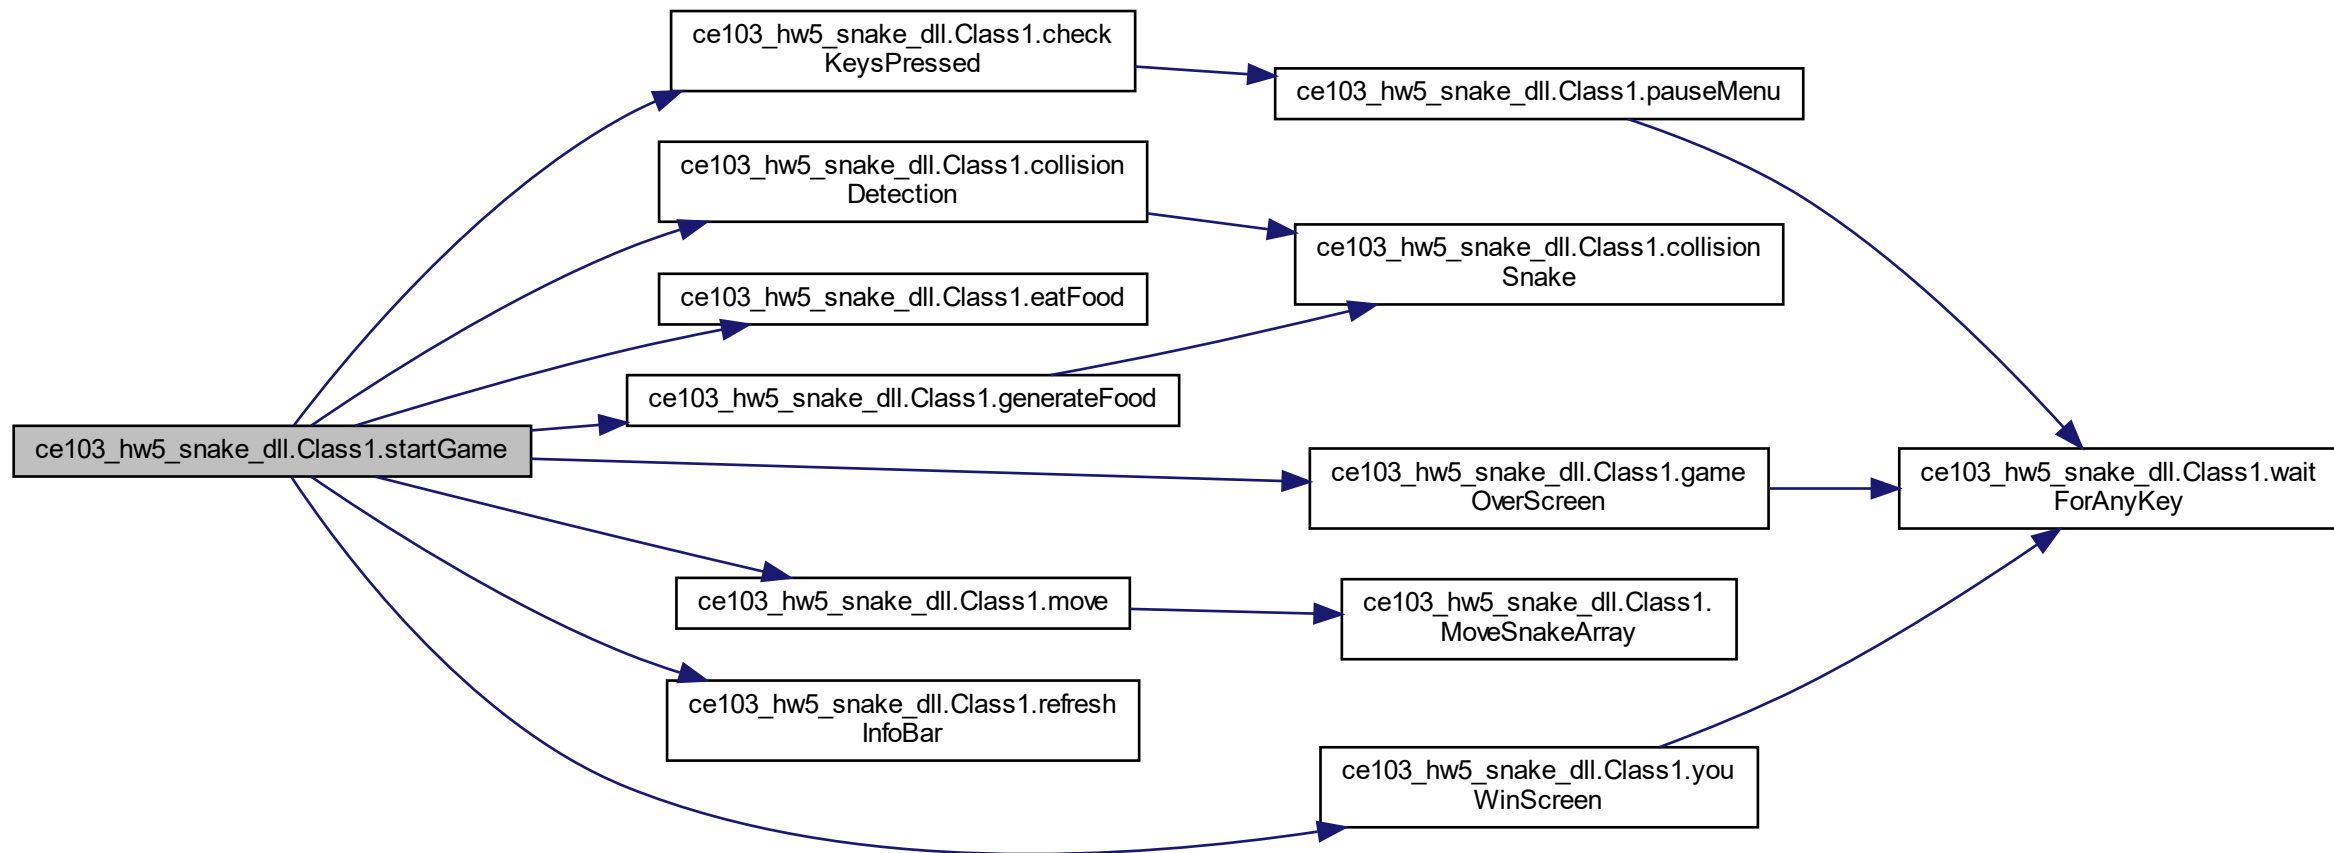 ce103_hw5_snake_dll.Class1.check
KeysPressed
ce103_hw5_snake_dll.Class1.pauseMenu
ce103_hw5_snake_dll.Class1.collision
Detection
ce103_hw5_snake_dll.Class1.collision
Snake
ce103_hw5_snake_dll.Class1.eatFood
ce103_hw5_snake_dll.Class1.generateFood
ce103_hw5_snake_dll.Class1.startGame
ce103_hw5_snake_dll.Class1.game
OverScreen
ce103_hw5_snake_dll.Class1.wait
ForAnyKey
ce103_hw5_snake_dll.Class1.move
ce103_hw5_snake_dll.Class1.
MoveSnakeArray
ce103_hw5_snake_dll.Class1.refresh
InfoBar
ce103_hw5_snake_dll.Class1.you
WinScreen